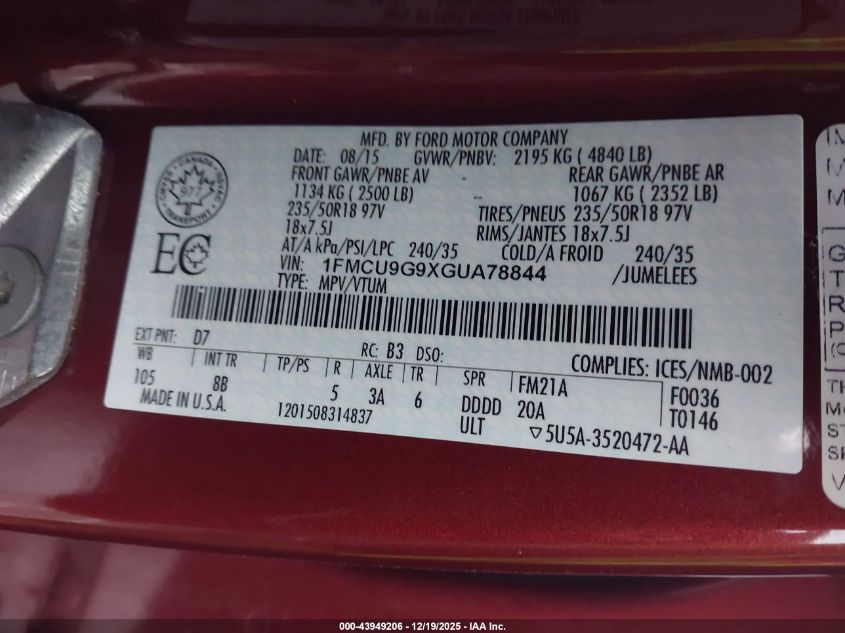 MFD. BY FORD MOTOR COMPANY
DATE: 08/15 GVWR/PNBV: 2195 KG ( 4840 LB)
FRONT GAWR/PNBE AV - REAR GAWR/PNBE AR
1134 KG ( 2500 LB) -- 1067 KG ( 2352 LB)
235/50R18 97V TIRES/PNEUS 235/50R18 97V
18x7.5J RIMS/JANTES 18x7.5J
AT/A kPa/PSI/LPC 240/35 COLD/A FROID 240/35
VIN: 1FMCU9G9XGUA78844 /JUMELEES
TYPE: MPV/VTUM
CANADA
TRANSPORT
EC
EXT PNT: D7 RC: B3 DSO:
COMPLIES: ICES/NMB-002
WB INT TR TP/PS R AXLE TR SPR FM21A F0036
105 8B 5 3A 6 DDDD 20A T0146
MADE IN U.S.A. 1201508314837 ULT ▽5U5A-3520472-AA
000-43949206 - 12/19/2025 - IAA Inc.